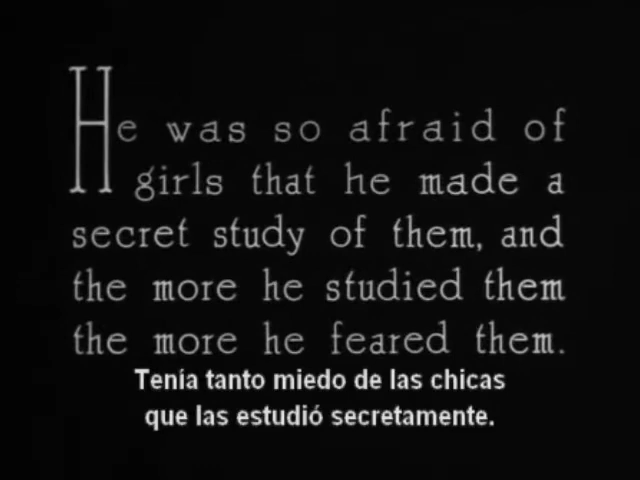 He was so afraid of
girls that he made a
secret study of them, and
the more he studied them
the more he feared them.
Tenía tanto miedo de las chicas
que las estudió secretamente.